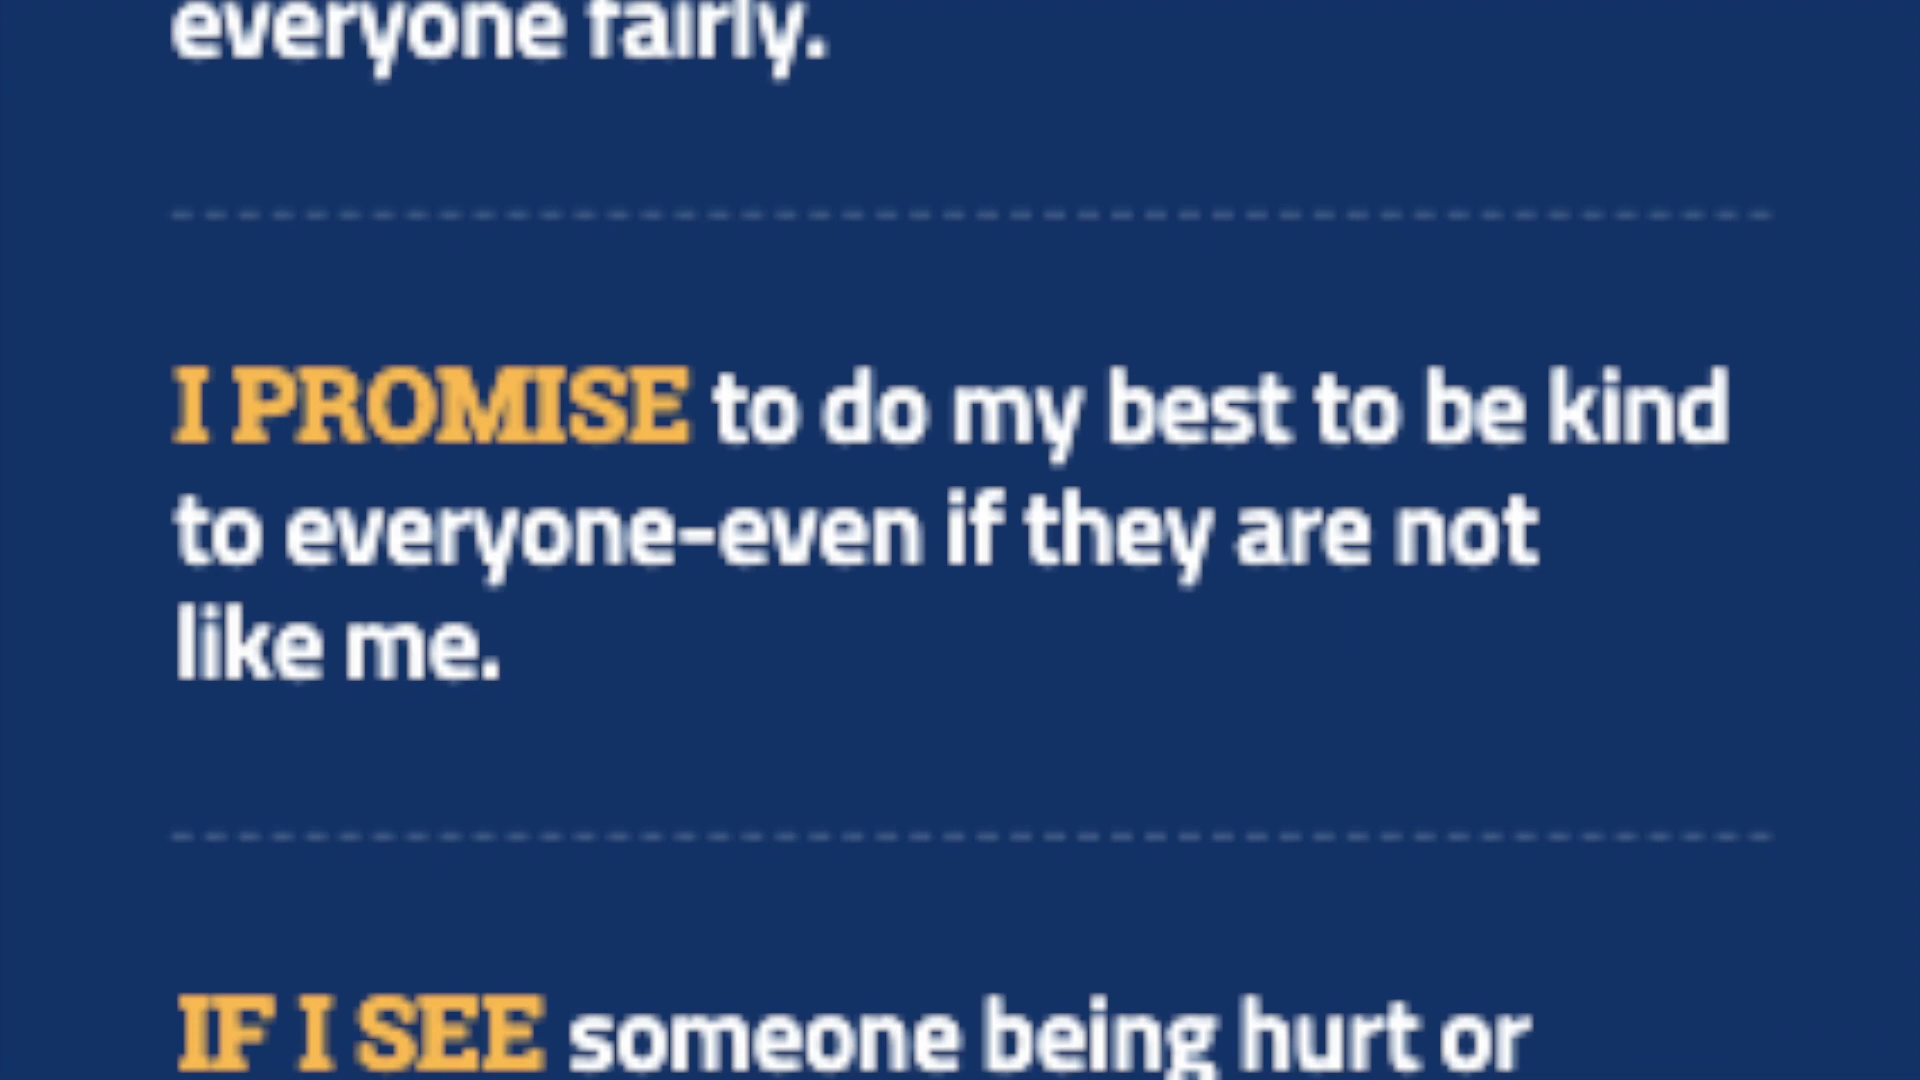 everyone fairly.
I PROMISE to do my best to be kind
to everyone-even if they are not
like me.
IF I SEE someone being hurt or